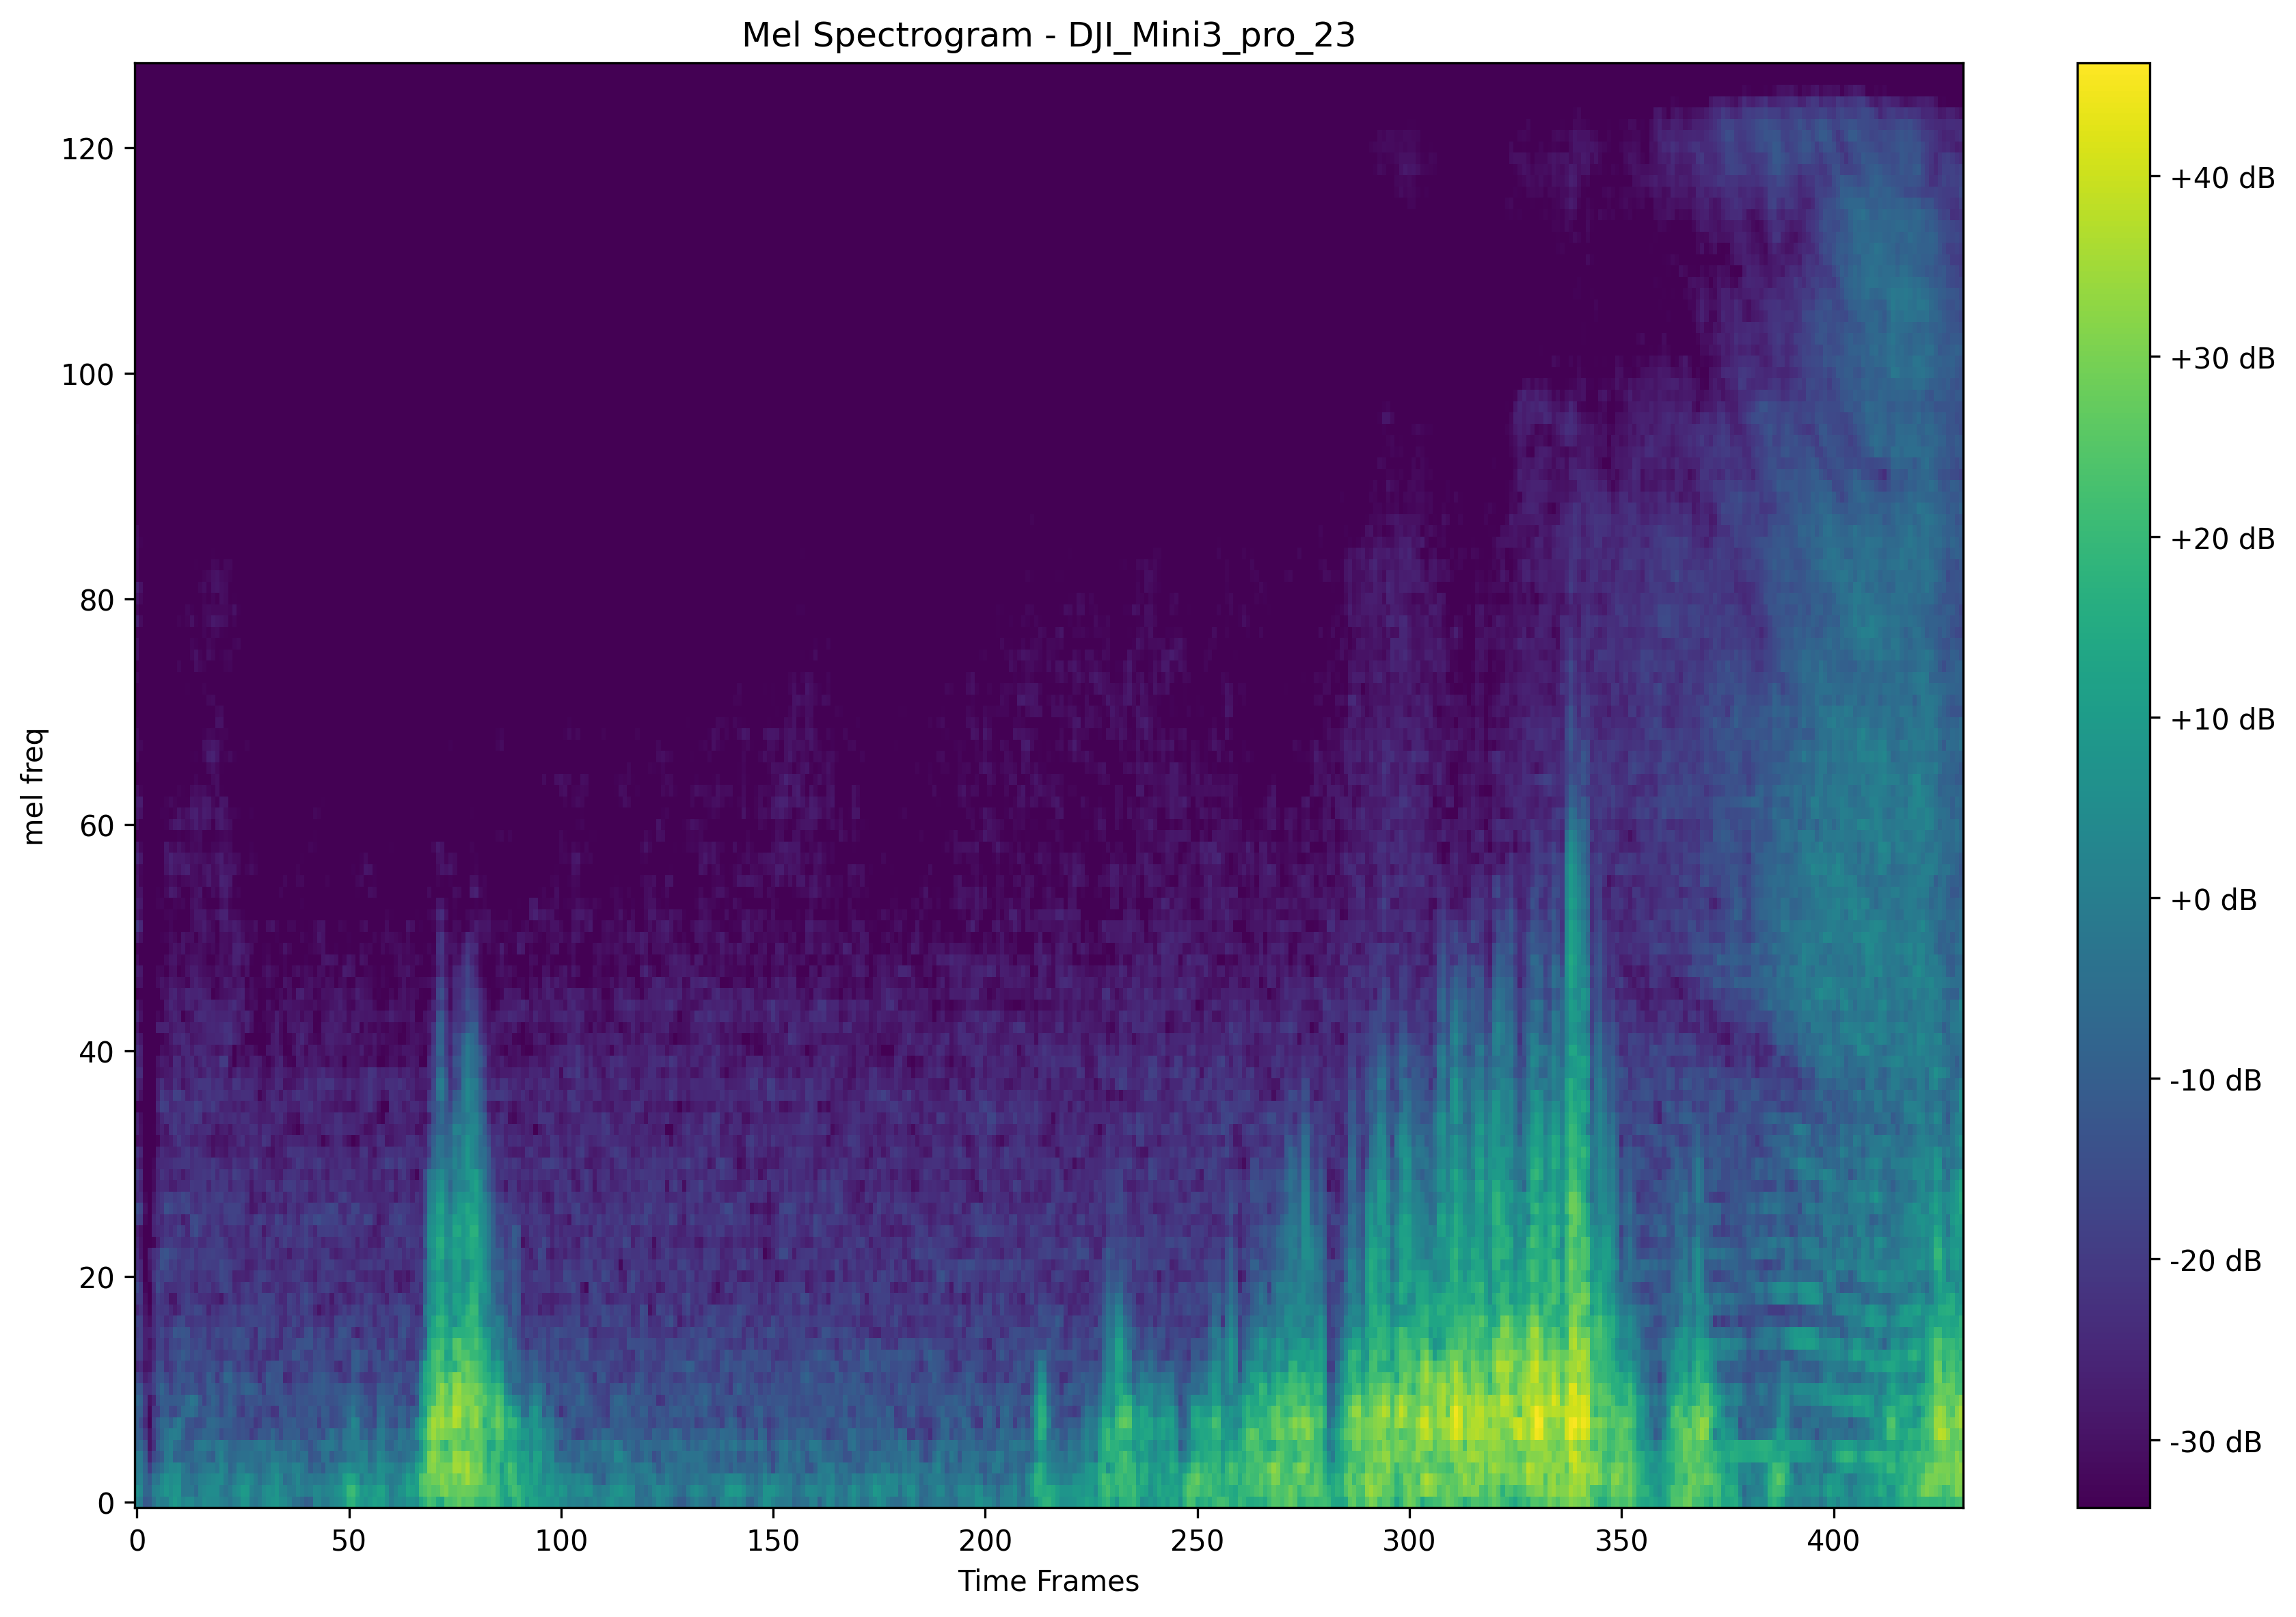 Mel Spectrogram - DJI_Mini3_pro_23
mel freq
120
100
80
60
40
20
0
0 50 100 150 200 250 300 350 400
Time Frames
+40 dB
+30 dB
+20 dB
+10 dB
+0 dB
-10 dB
-20 dB
-30 dB